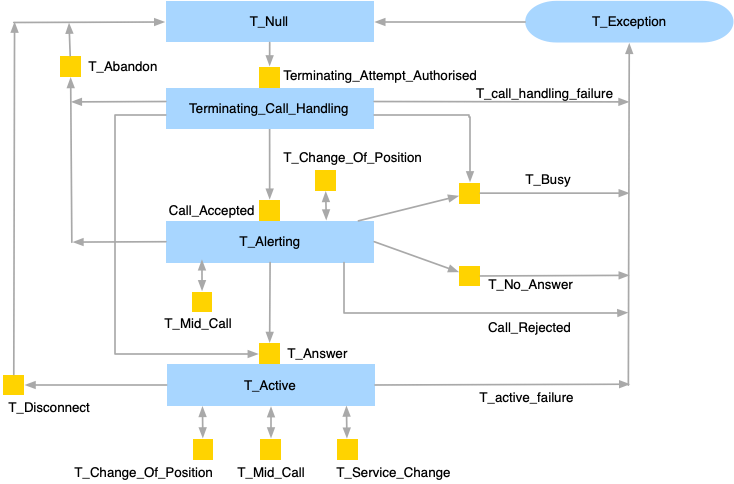 T_Null
T_Exception
T_Abandon
Terminating_Attempt_Authorised
T_call_handling_failure
Terminating_Call_Handling
T_Change_Of_Position
T_Busy
Call_Accepted
T_Alerting
T_No_Answer
T_Mid_Call
Call_Rejected
T_Answer
T_Active
T_active_failure
T_Disconnect
T_Change_Of_Position
T_Mid_Call
T_Service_Change